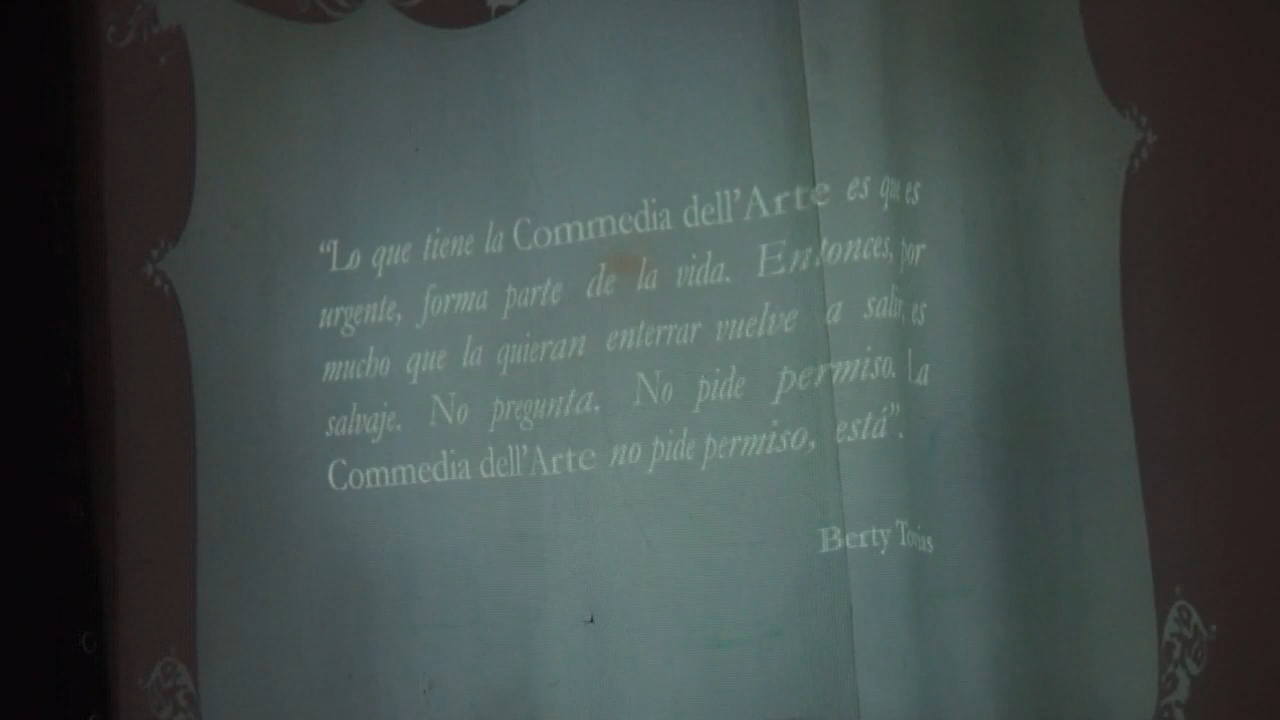 “Lo que tiene la Commedia dell’Arte es que es
urgente, forma parte de la vida. Entonces, por
mucho que la quieran enterrar vuelve a salir, es
salvaje. No pregunta. No pide permiso. La
Commedia dell’Arte no pide permiso, está”.
Berty Tovias